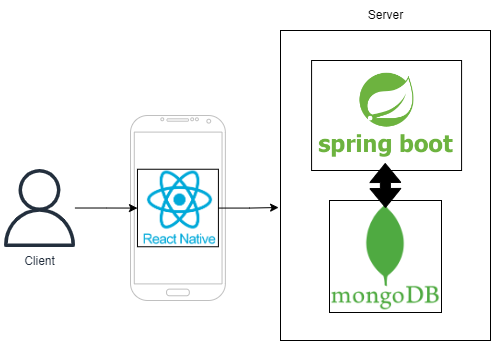 Server
spring boot
React Native
Client
mongoDB